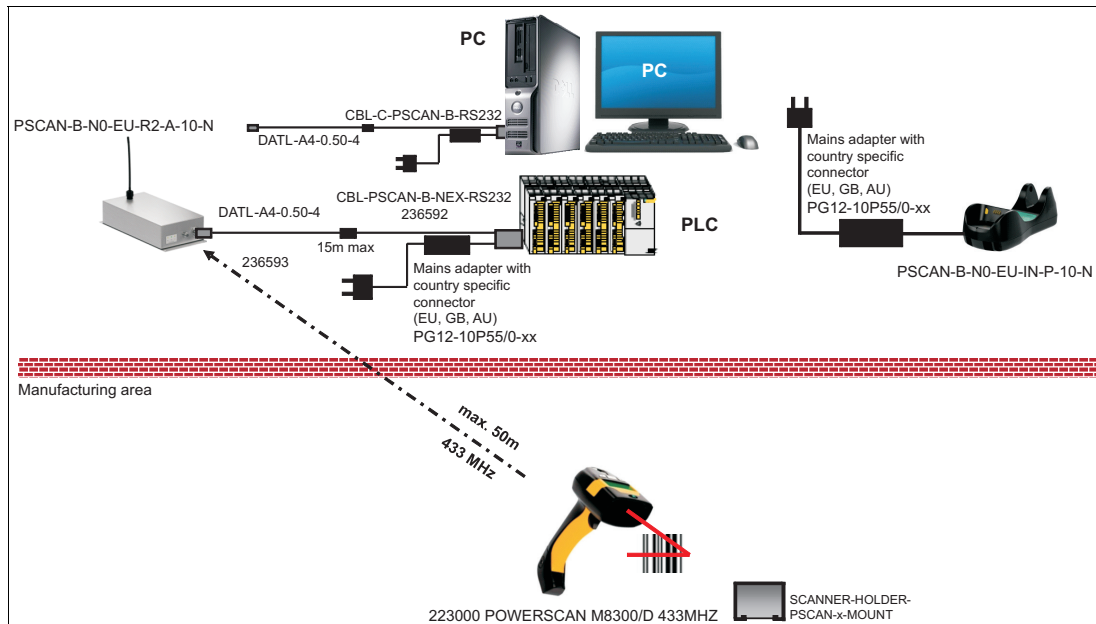 PC
PC
CBL-C-PSCAN-B-RS232
PSCAN-B-N0-EU-R2-A-10-N
DATL-A4-0.50-4
Mains adapter with
country specific
connector
(EU, GB, AU)
PG12-10P55/0-xx
CBL-PSCAN-B-NEX-RS232
236592
DATL-A4-0.50-4
PLC
15m max
236593
Mains adapter with
country specific
connector
(EU, GB, AU)
PG12-10P55/0-xx
PSCAN-B-N0-EU-IN-P-10-N
Manufacturing area
max. 50m
433 MHz
223000 POWERSCAN M8300/D 433MHZ
SCANNER-HOLDER-
PSCAN-x-MOUNT